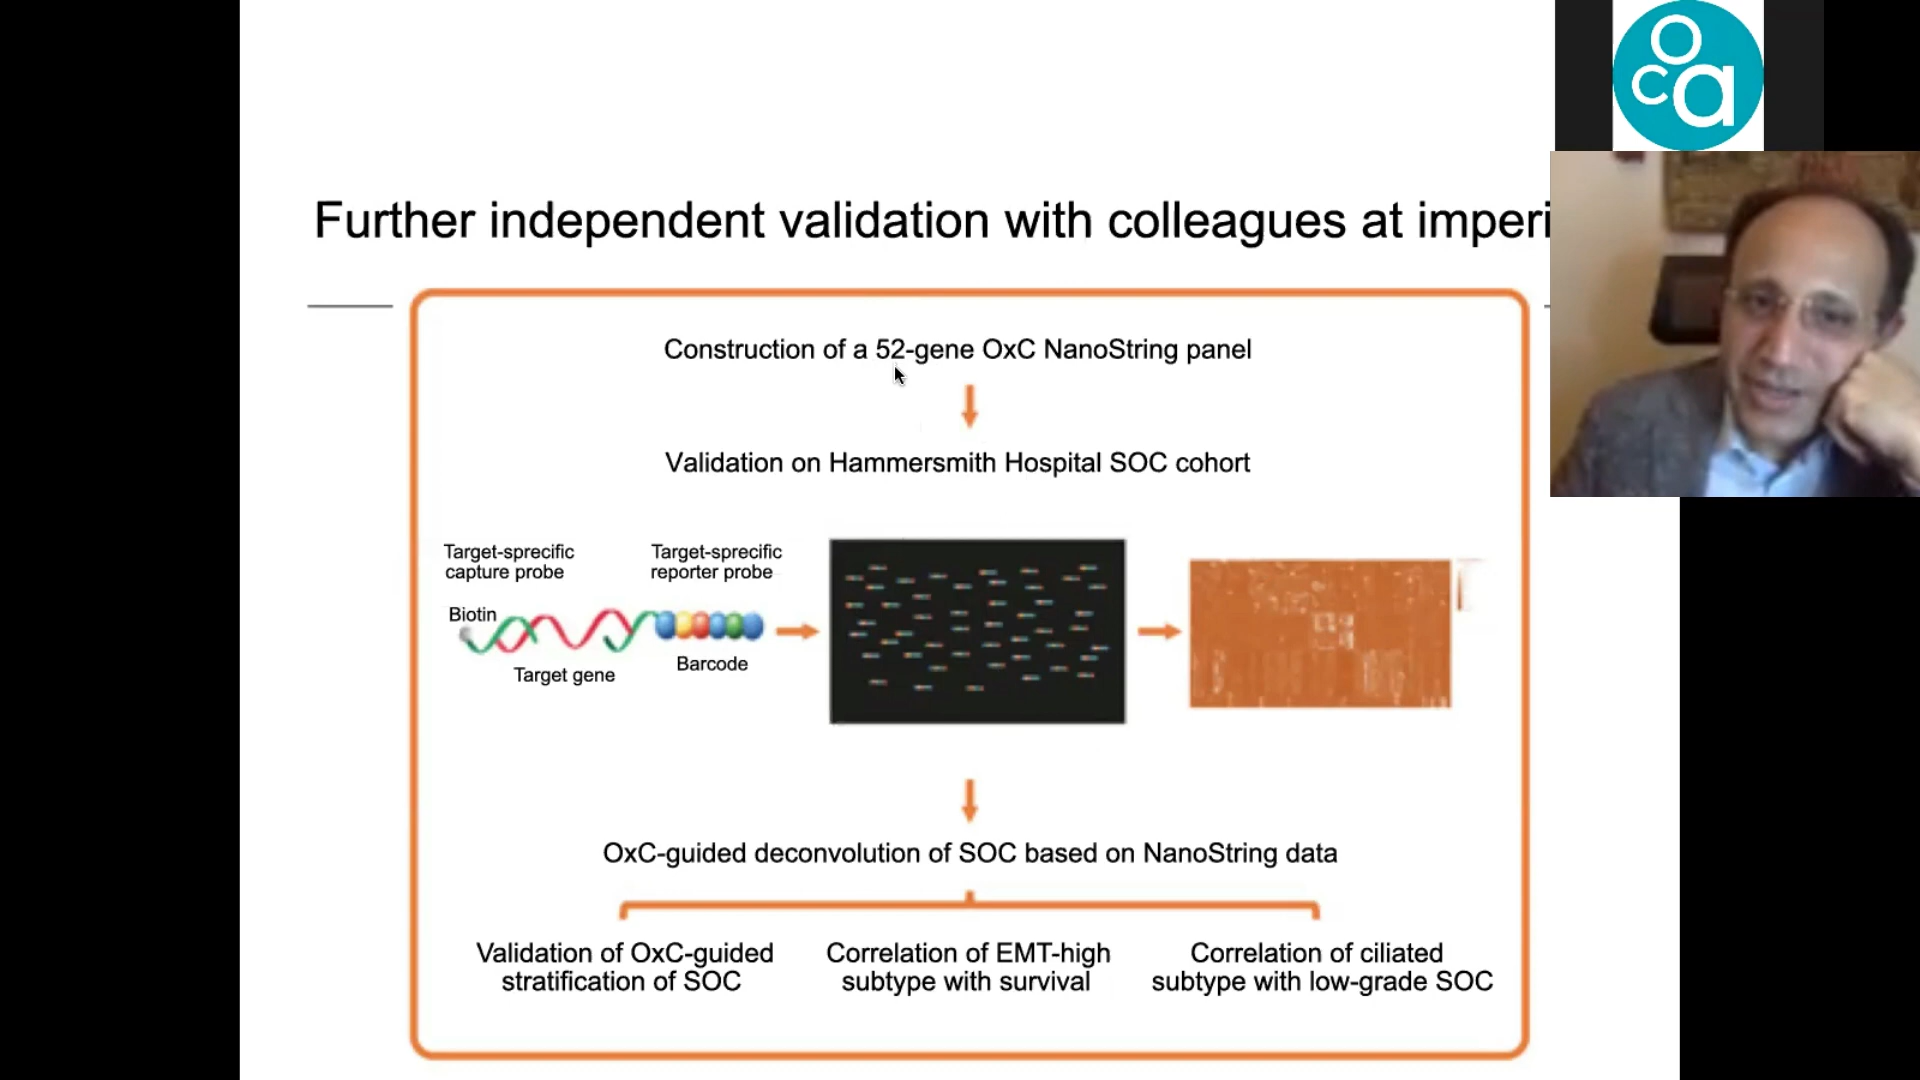 oca
Further independent validation with colleagues at imperi
Construction of a 52-gene OxC NanoString panel
Validation on Hammersmith Hospital SOC cohort
Target-sprecific
capture probe
Target-sprecific
reporter probe
Biotin
Target gene
Barcode
OxC-guided deconvolution of SOC based on NanoString data
Validation of OxC-guided
stratification of SOC
Correlation of EMT-high
subtype with survival
Correlation of ciliated
subtype with low-grade SOC